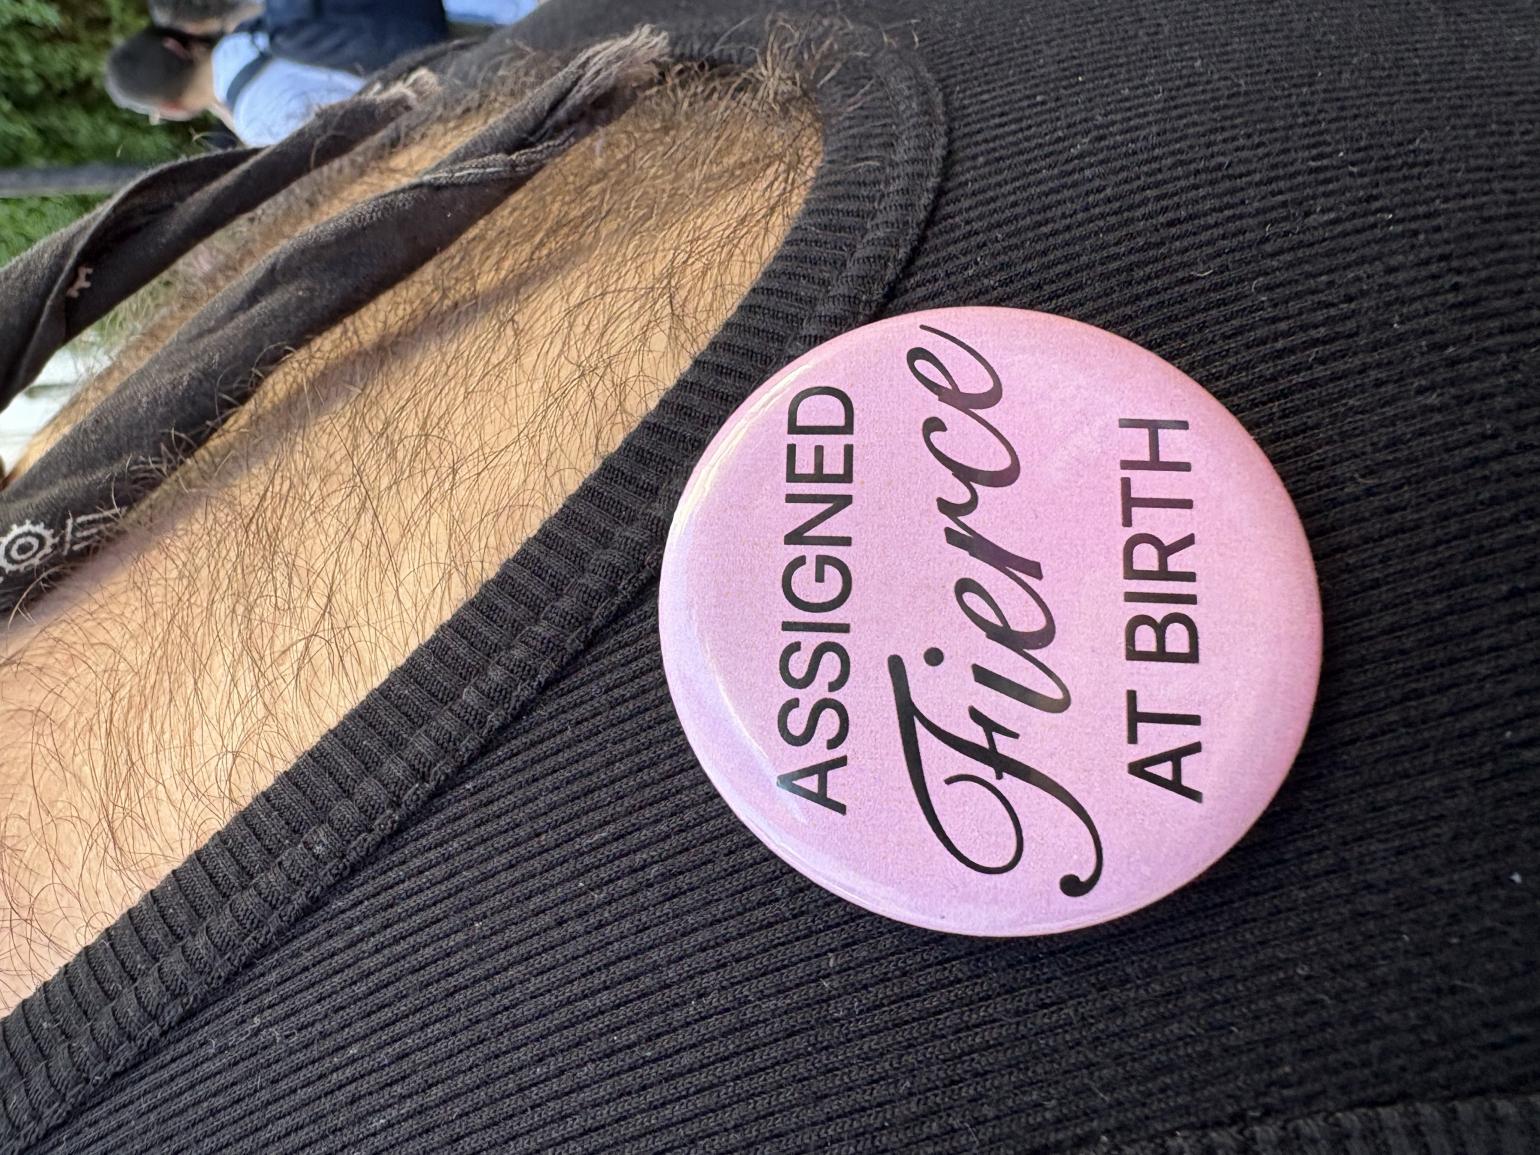 ASSIGNED
Fierce
AT BIRTH